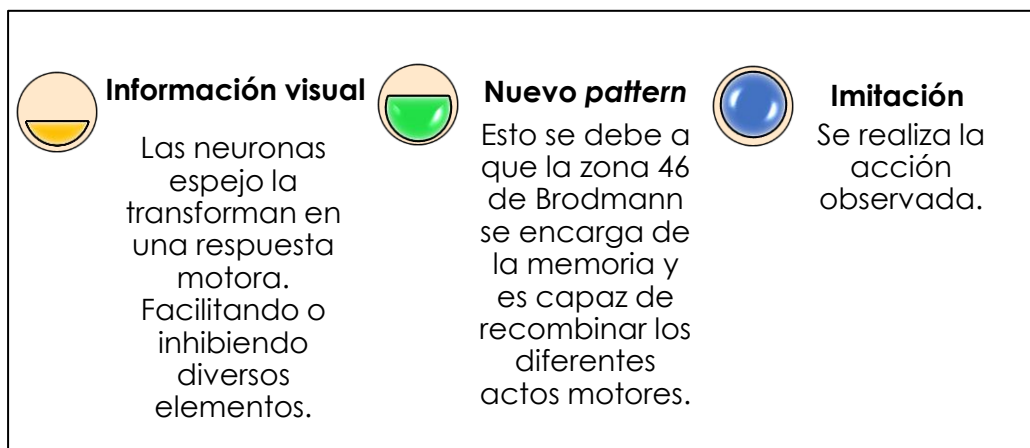 Información visual
Las neuronas
espejo la
transforman en
una respuesta
motora.
Facilitando o
inhibiendo
diversos
elementos.
Nuevo pattern
Esto se debe a
que la zona 46
de Brodmann
se encarga de
la memoria y
es capaz de
recombinar los
diferentes
actos motores.
Imitación
Se realiza la
acción
observada.